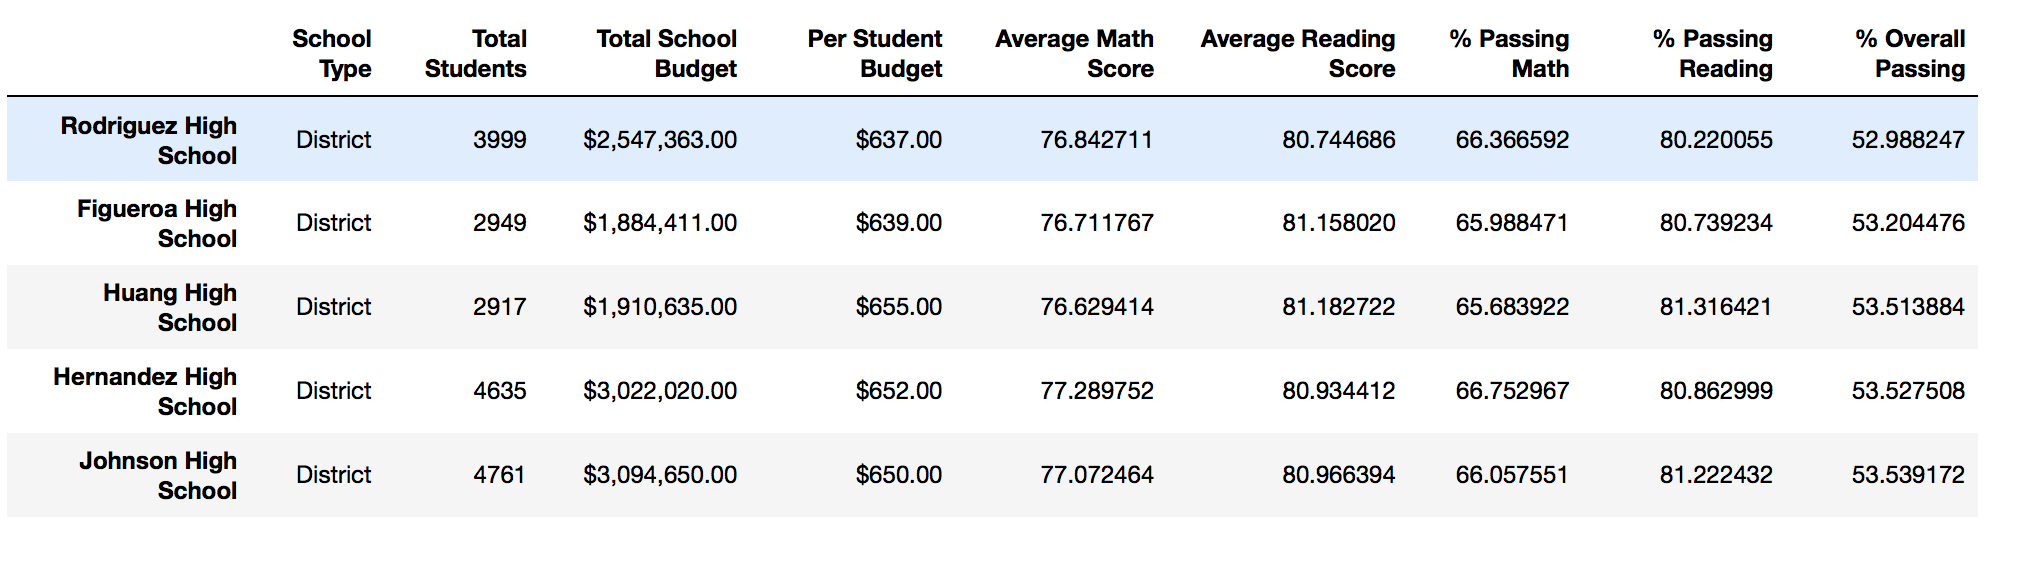 School Type Total Students Total School Budget Per Student Budget Average Math Score Average Reading Score % Passing Math % Passing Reading % Overall Passing
Rodriguez High School District 3999 $2,547,363.00 $637.00 76.842711 80.744686 66.366592 80.220055 52.988247
Figueroa High School District 2949 $1,884,411.00 $639.00 76.711767 81.158020 65.988471 80.739234 53.204476
Huang High School District 2917 $1,910,635.00 $655.00 76.629414 81.182722 65.683922 81.316421 53.513884
Hernandez High School District 4635 $3,022,020.00 $652.00 77.289752 80.934412 66.752967 80.862999 53.527508
Johnson High School District 4761 $3,094,650.00 $650.00 77.072464 80.966394 66.057551 81.222432 53.539172